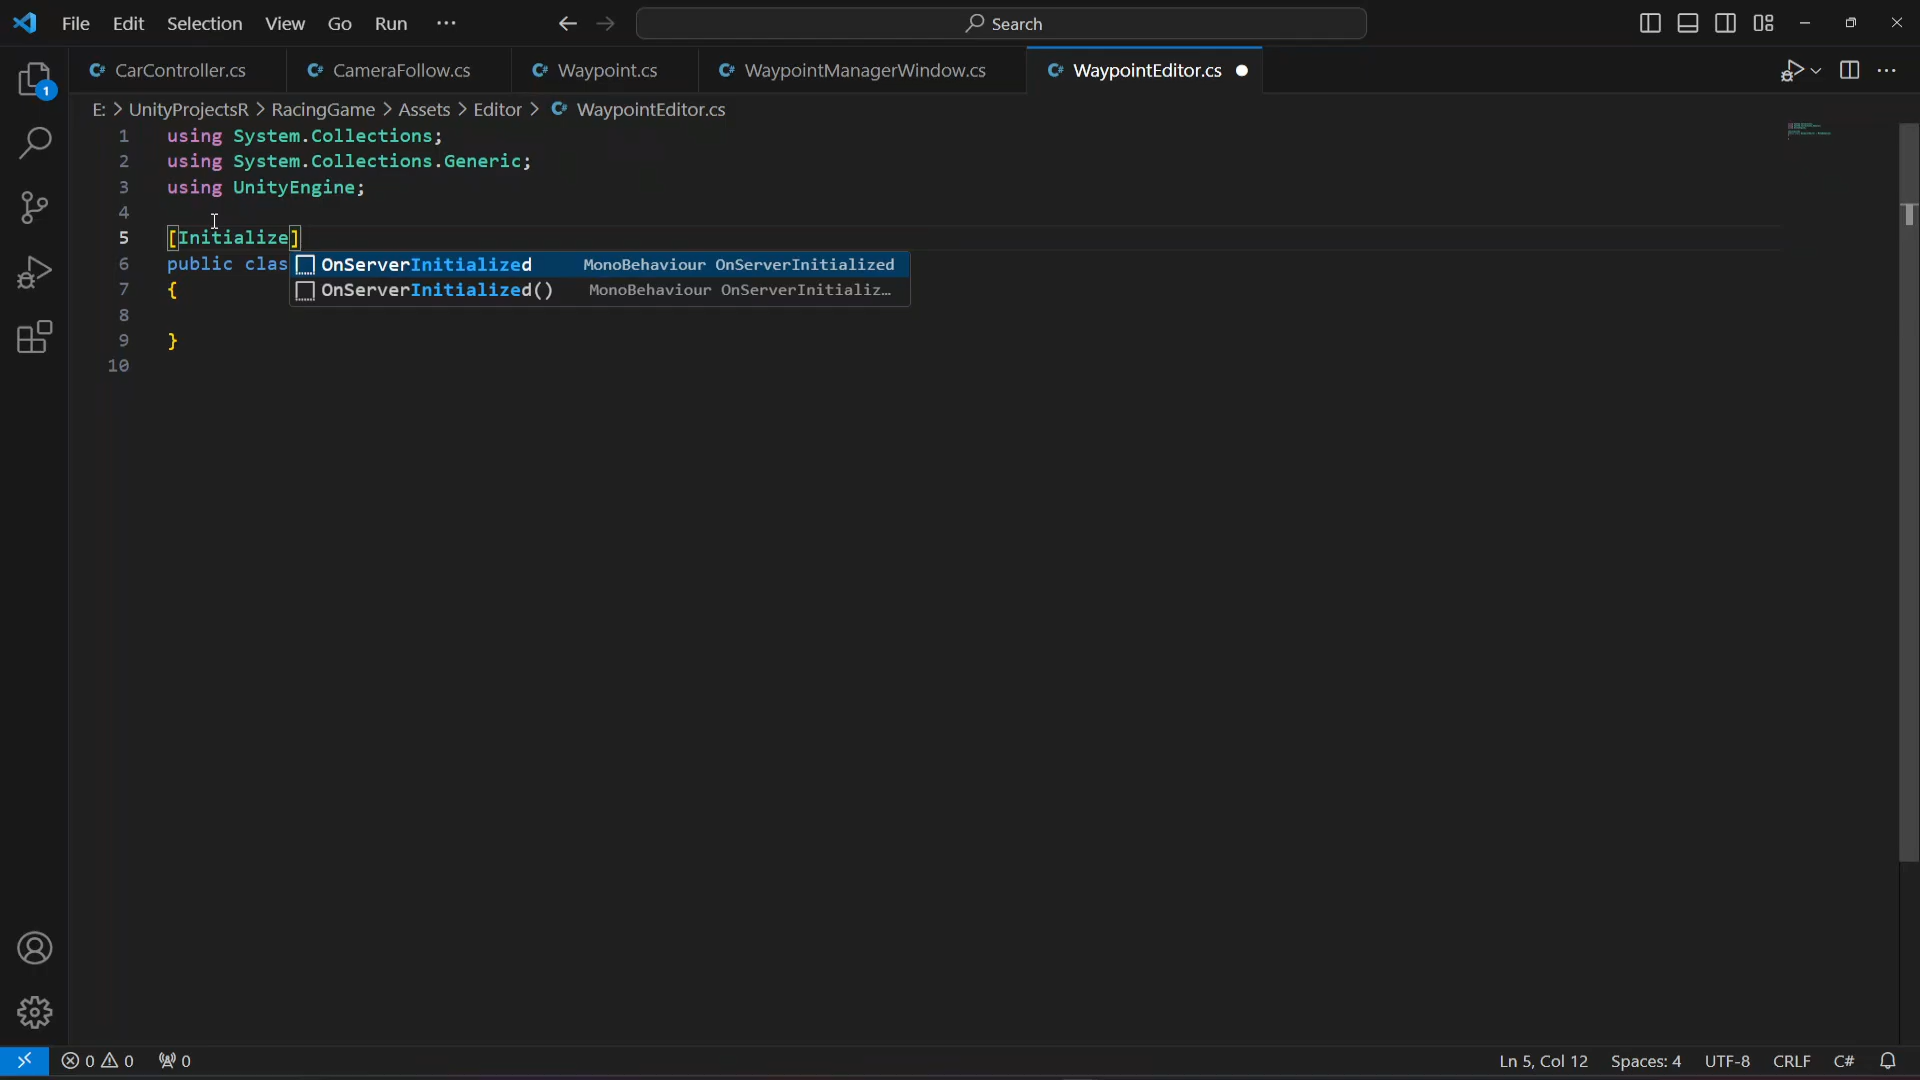 File Edit Selection View Go Run ··· Search
CarController.cs CameraFollow.cs Waypoint.cs WaypointManagerWindow.cs WaypointEditor.cs
E: > UnityProjectsR > RacingGame > Assets > Editor > WaypointEditor.cs
1 using System.Collections;
2 using System.Collections.Generic;
3 using UnityEngine;
4
5 [Initialize]
6 public clas OnServerInitialized MonoBehaviour OnServerInitialized
7 { OnServerInitialized() MonoBehaviour OnServerInitializ…
8
9 }
10
1
0 0 0 Ln 5, Col 12 Spaces: 4 UTF-8 CRLF C#